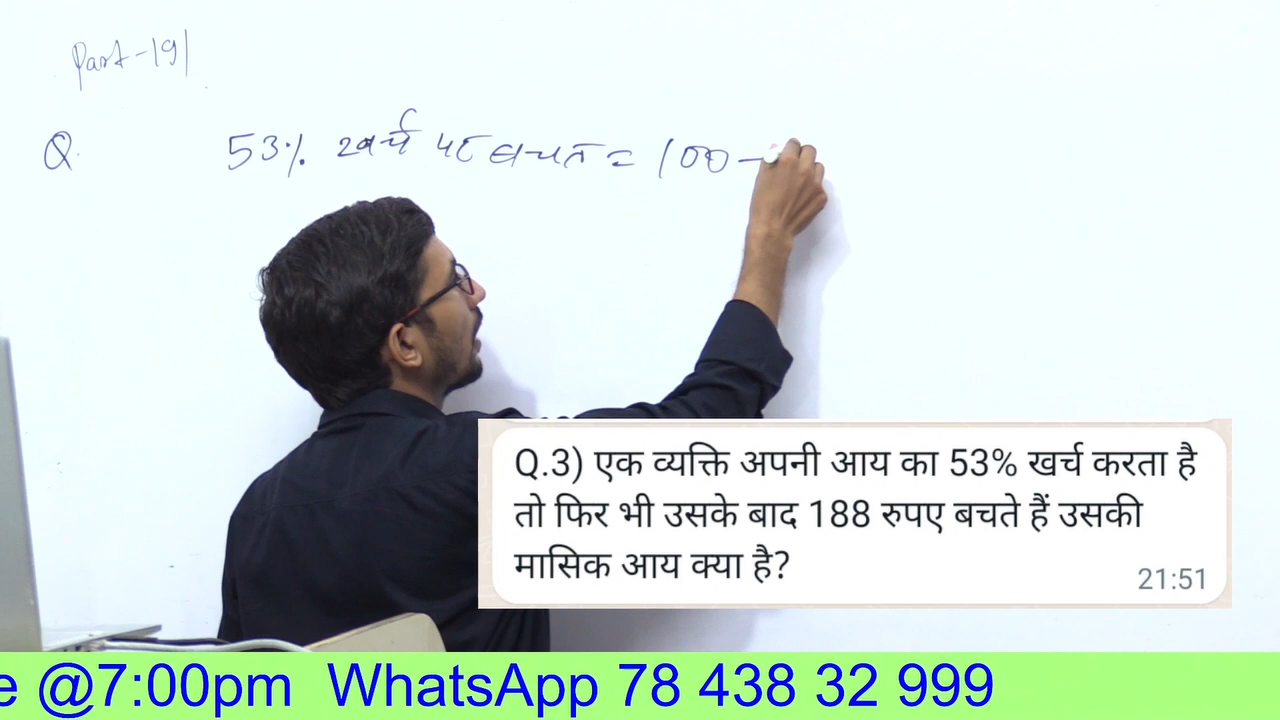 Part-191
Q 53% खर्च पर बचत = 100 -
Q.3) एक व्यक्ति अपनी आय का 53% खर्च करता है
तो फिर भी उसके बाद 188 रुपए बचते हैं उसकी
मासिक आय क्या है?
21:51
e @7:00pm WhatsApp 78 438 32 999